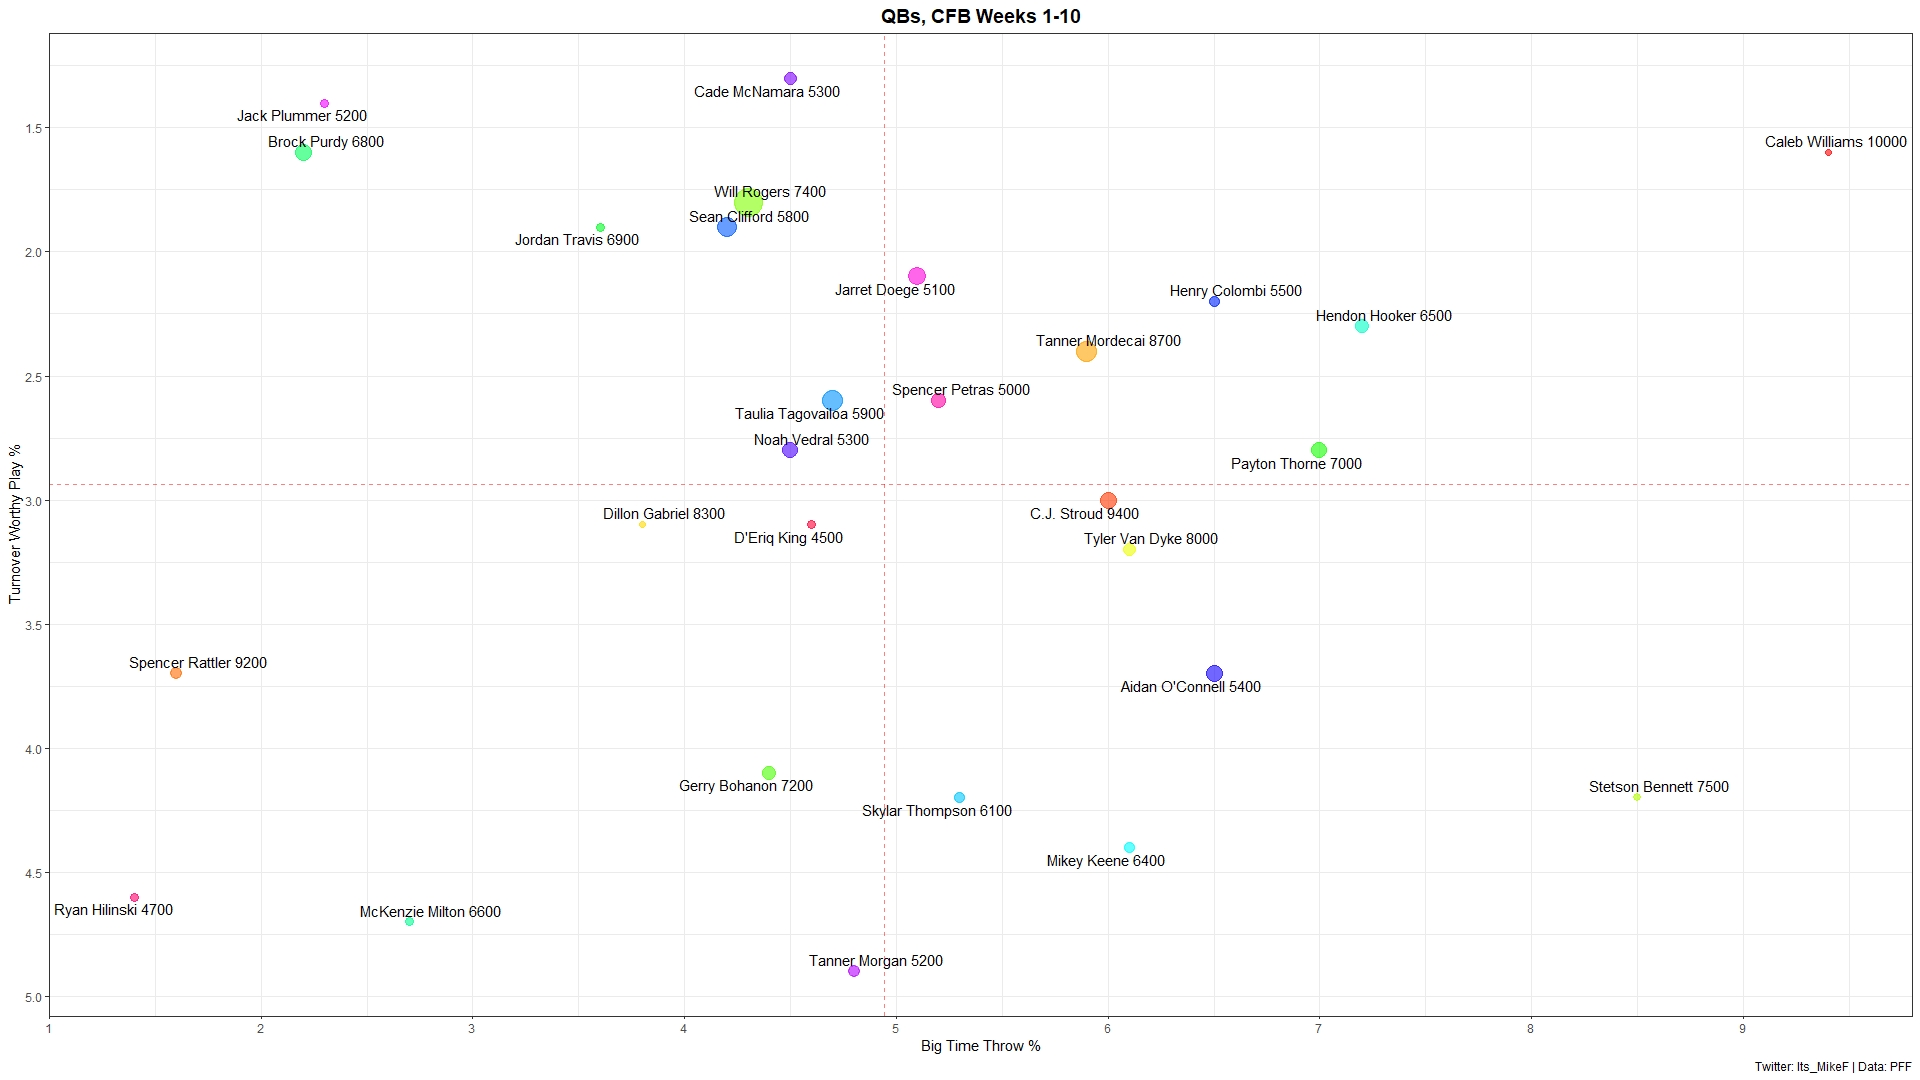 QBs, CFB Weeks 1-10
Cade McNamara 5300
Jack Plummer 5200
Brock Purdy 6800
Caleb Williams 10000
Will Rogers 7400
Sean Clifford 5800
Jordan Travis 6900
Jarret Doege 5100
Henry Colombi 5500
Hendon Hooker 6500
Tanner Mordecai 8700
Spencer Petras 5000
Taulia Tagovailoa 5900
Noah Vedral 5300
Payton Thorne 7000
C.J. Stroud 9400
Dillon Gabriel 8300
D'Eriq King 4500
Tyler Van Dyke 8000
Spencer Rattler 9200
Aidan O'Connell 5400
Gerry Bohanon 7200
Stetson Bennett 7500
Skylar Thompson 6100
Mikey Keene 6400
Ryan Hilinski 4700
McKenzie Milton 6600
Tanner Morgan 5200
Turnover Worthy Play %
1.5
2.0
2.5
3.0
3.5
4.0
4.5
5.0
1 2 3 4 5 6 7 8 9
Big Time Throw %
Twitter: Its_MikeF | Data: PFF